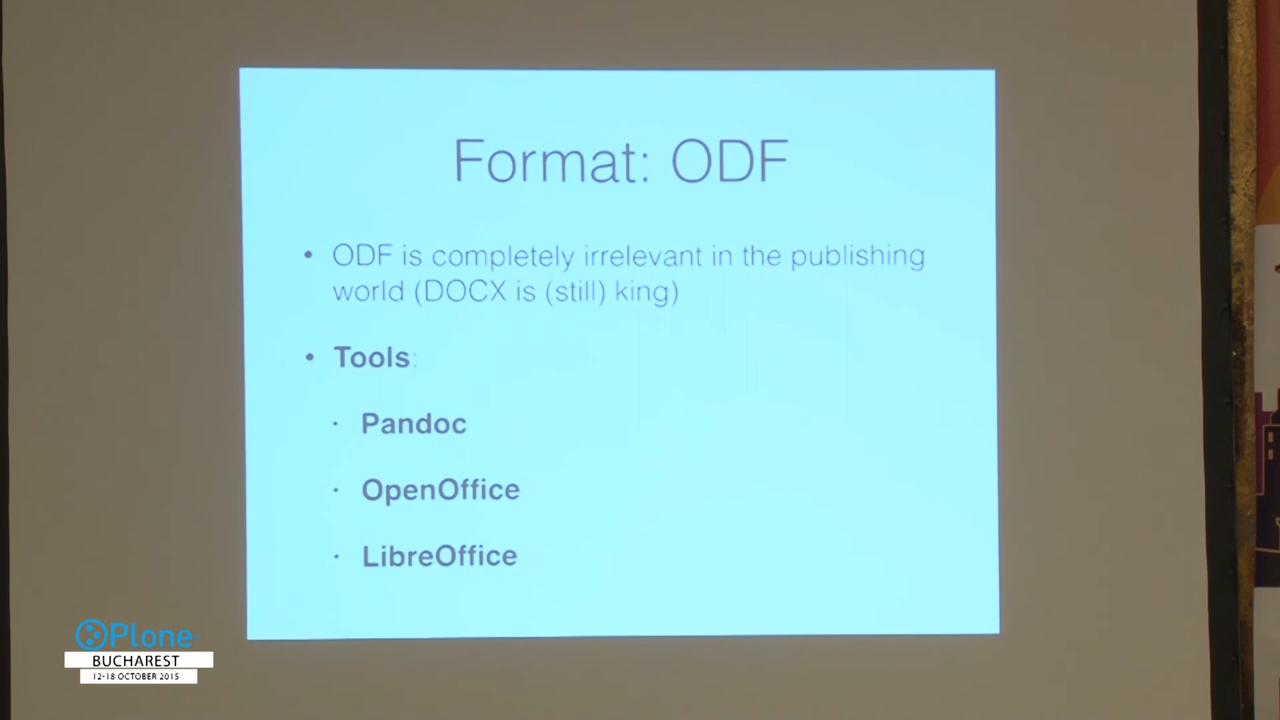 Format: ODF
• ODF is completely irrelevant in the publishing
world (DOCX is (still) king)
• Tools:
· Pandoc
· OpenOffice
· LibreOffice
Plone
BUCHAREST
12-18 OCTOBER 2015